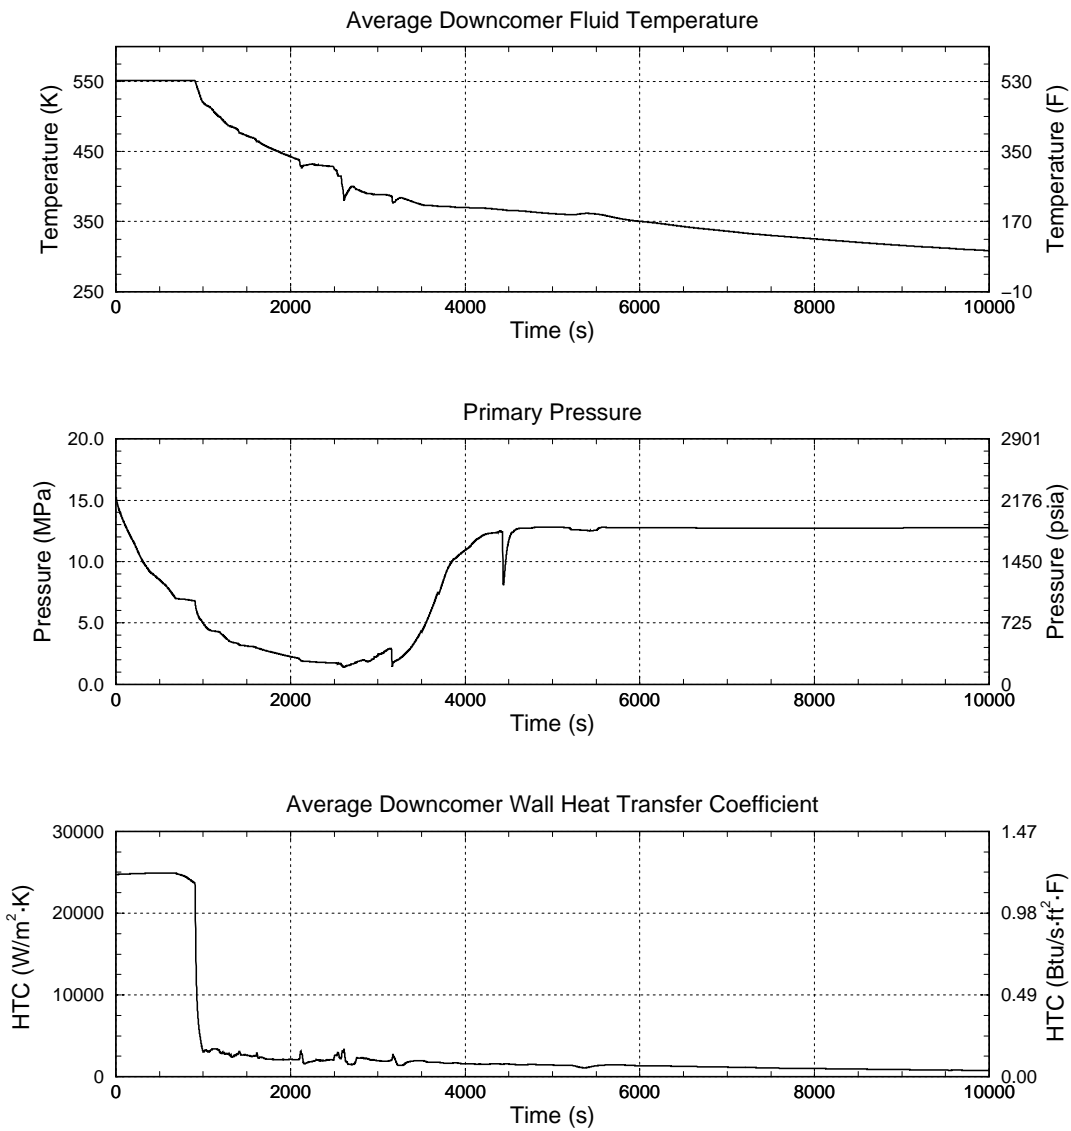 Average Downcomer Fluid Temperature
550
450
350
250
Temperature (K)
530
350
170
−10
Temperature (F)
0 2000 4000 6000 8000 10000
Time (s)
Primary Pressure
20.0
15.0
10.0
5.0
0.0
Pressure (MPa)
2901
2176
1450
725
0
Pressure (psia)
0 2000 4000 6000 8000 10000
Time (s)
Average Downcomer Wall Heat Transfer Coefficient
30000
20000
10000
0
HTC (W/m²·K)
1.47
0.98
0.49
0.00
HTC (Btu/s·ft²·F)
0 2000 4000 6000 8000 10000
Time (s)